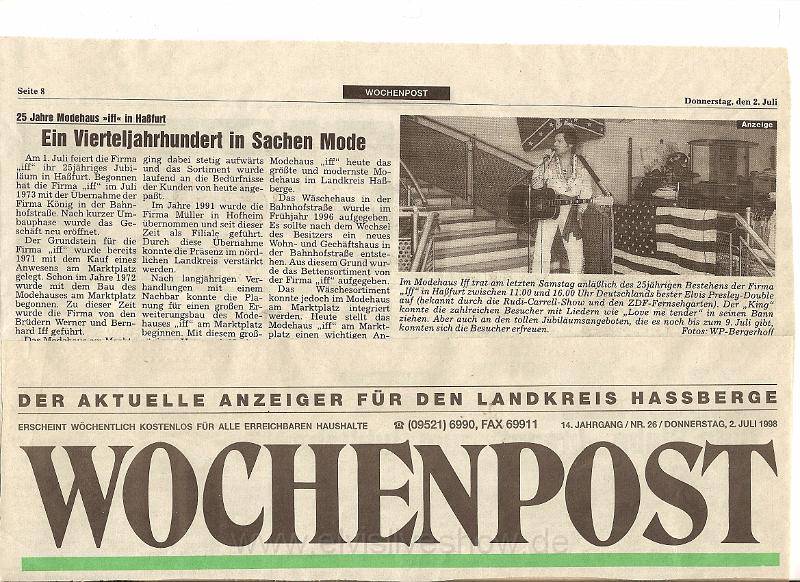 Seite 8
WOCHENPOST
Donnerstag, den 2. Juli
25 Jahre Modehaus »iff« in Haßfurt
Ein Vierteljahrhundert in Sachen Mode
Am 1. Juli feiert die Firma
„iff“ ihr 25jähriges Jubi-
läum in Haßfurt. Begonnen
hat die Firma „iff“ im Juli
1973 mit der Übernahme der
Firma König in der Bahn-
hofstraße. Nach kurzer Um-
bauphase wurde das Ge-
schäft neu eröffnet.
Der Grundstein für die
Firma „iff“ wurde bereits
1971 mit dem Kauf eines
Anwesens am Marktplatz
gelegt. Schon im Jahre 1972
wurde mit dem Bau des
Modehauses am Marktplatz
begonnen. Zu dieser Zeit
wurde die Firma von den
Brüdern Werner und Bern-
hard Iff geführt.
Das Modehaus am Markt-
ging dabei stetig aufwärts
und das Sortiment wurde
laufend an die Bedürfnisse
der Kunden von heute ange-
paßt.
Im Jahre 1991 wurde die
Firma Müller in Hofheim
übernommen und seit dieser
Zeit als Filiale geführt.
Durch diese Übernahme
konnte die Präsenz im nörd-
lichen Landkreis verstärkt
werden.
Nach langjährigen Ver-
handlungen mit einem
Nachbar konnte die Pla-
nung für einen großen Er-
weiterungsbau des Mode-
hauses „iff“ am Marktplatz
beginnen. Mit diesem groß-
Modehaus „iff“ heute das
größte und modernste Mo-
dehaus im Landkreis Haß-
berge.
Das Wäschehaus in der
Bahnhofstraße wurde im
Frühjahr 1996 aufgegeben.
Es sollte nach dem Wechsel
des Besitzers ein neues
Wohn- und Gechäftshaus in
der Bahnhofstraße entste-
hen. Aus diesem Grund wur-
de das Bettensortiment von
der Firma „iff“ aufgegeben.
Das Wäschesortiment
konnte jedoch im Modehaus
am Marktplatz integriert
werden. Heute stellt das
Modehaus „iff“ am Markt-
platz einen wichtigen An-
Anzeige
Im Modehaus Iff trat am letzten Samstag anläßlich des 25jährigen Bestehens der Firma
„Iff“ in Haßfurt zwischen 11.00 und 16.00 Uhr Deutschlands bester Elvis Presley-Double
auf (bekannt durch die Rudi-Carrell-Show und den ZDF-Fernsehgarten). Der „King“
konnte die zahlreichen Besucher mit Liedern wie „Love me tender“ in seinen Bann
ziehen. Aber auch an den tollen Jubiläumsangeboten, die es noch bis zum 9. Juli gibt,
konnten sich die Besucher erfreuen.
Fotos: WP-Bergerhoff
DER AKTUELLE ANZEIGER FÜR DEN LANDKREIS HASSBERGE
ERSCHEINT WÖCHENTLICH KOSTENLOS FÜR ALLE ERREICHBAREN HAUSHALTE
☎ (09521) 6990, FAX 69911
14. JAHRGANG / NR. 26 / DONNERSTAG, 2. JULI 1998
WOCHENPOST
www.elvisliveshow.de